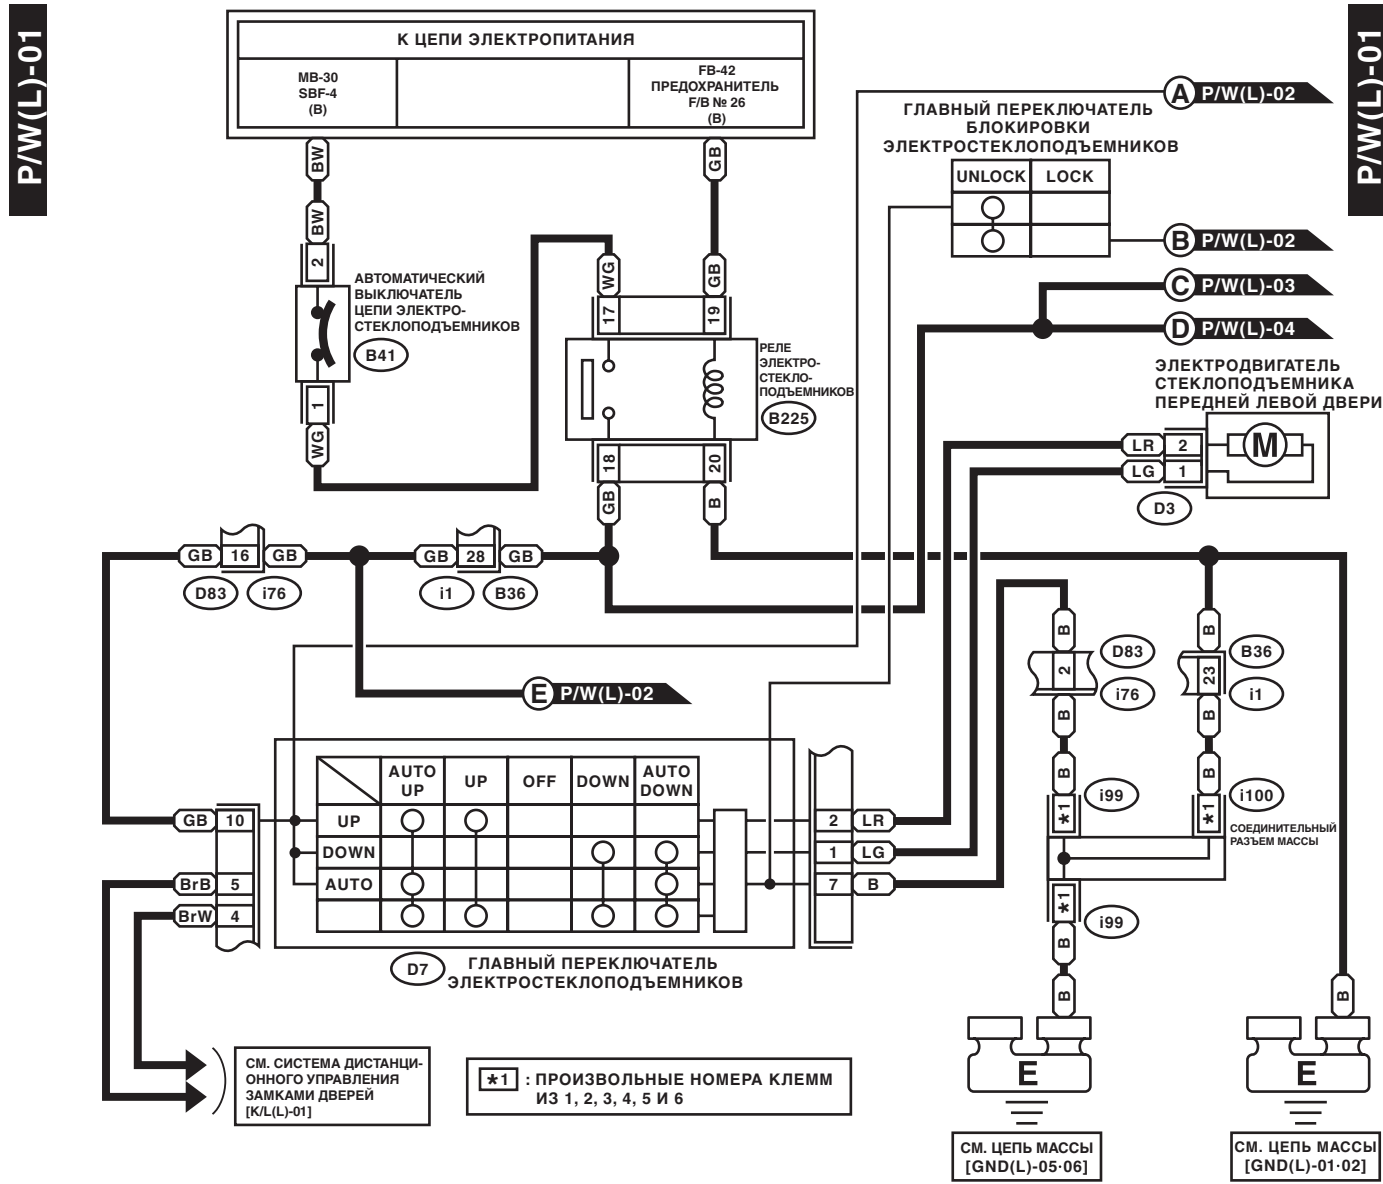 P/W(L)-01
P/W(L)-01
К ЦЕПИ ЭЛЕКТРОПИТАНИЯ
MB-30
SBF-4
(B)
FB-42
ПРЕДОХРАНИТЕЛЬ
F/B № 26
(B)
A P/W(L)-02
ГЛАВНЫЙ ПЕРЕКЛЮЧАТЕЛЬ
БЛОКИРОВКИ
ЭЛЕКТРОСТЕКЛОПОДЪЕМНИКОВ
UNLOCK LOCK
B P/W(L)-02
C P/W(L)-03
D P/W(L)-04
BW
BW
2
АВТОМАТИЧЕСКИЙ
ВЫКЛЮЧАТЕЛЬ
ЦЕПИ ЭЛЕКТРО-
СТЕКЛОПОДЪЕМНИКОВ
B41
1
WG
GB
WG
GB
17
19
РЕЛЕ
ЭЛЕКТРО-
СТЕКЛО-
ПОДЪЕМНИКОВ
B225
18
20
GB
B
ЭЛЕКТРОДВИГАТЕЛЬ
СТЕКЛОПОДЪЕМНИКА
ПЕРЕДНЕЙ ЛЕВОЙ ДВЕРИ
LR 2
LG 1
M
D3
GB 16 GB
D83 i76
GB 28 GB
i1 B36
E P/W(L)-02
B
2
D83
i76
B
B
i99
*1
B
23
B36
i1
B
B
i100
*1
СОЕДИНИТЕЛЬНЫЙ
РАЗЪЕМ МАССЫ
*1
i99
B
B
B
AUTO UP
UP
OFF
DOWN
AUTO DOWN
UP
DOWN
AUTO
GB 10
BrB 5
BrW 4
2 LR
1 LG
7 B
D7
ГЛАВНЫЙ ПЕРЕКЛЮЧАТЕЛЬ
ЭЛЕКТРОСТЕКЛОПОДЪЕМНИКОВ
СМ. СИСТЕМА ДИСТАНЦИ-
ОННОГО УПРАВЛЕНИЯ
ЗАМКАМИ ДВЕРЕЙ
[K/L(L)-01]
*1 : ПРОИЗВОЛЬНЫЕ НОМЕРА КЛЕММ
ИЗ 1, 2, 3, 4, 5 И 6
E
СМ. ЦЕПЬ МАССЫ
[GND(L)-05·06]
E
СМ. ЦЕПЬ МАССЫ
[GND(L)-01·02]